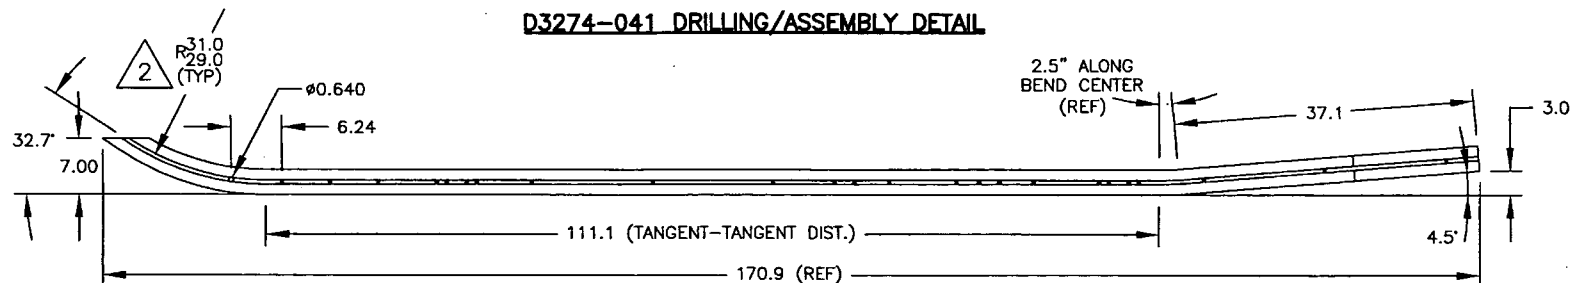 D3274-041 DRILLING/ASSEMBLY DETAIL
2
R31.0
29.0
(TYP)
ø0.640
6.24
32.7°
7.00
2.5" ALONG
BEND CENTER
(REF)
37.1
3.0
4.5°
111.1 (TANGENT-TANGENT DIST.)
170.9 (REF)